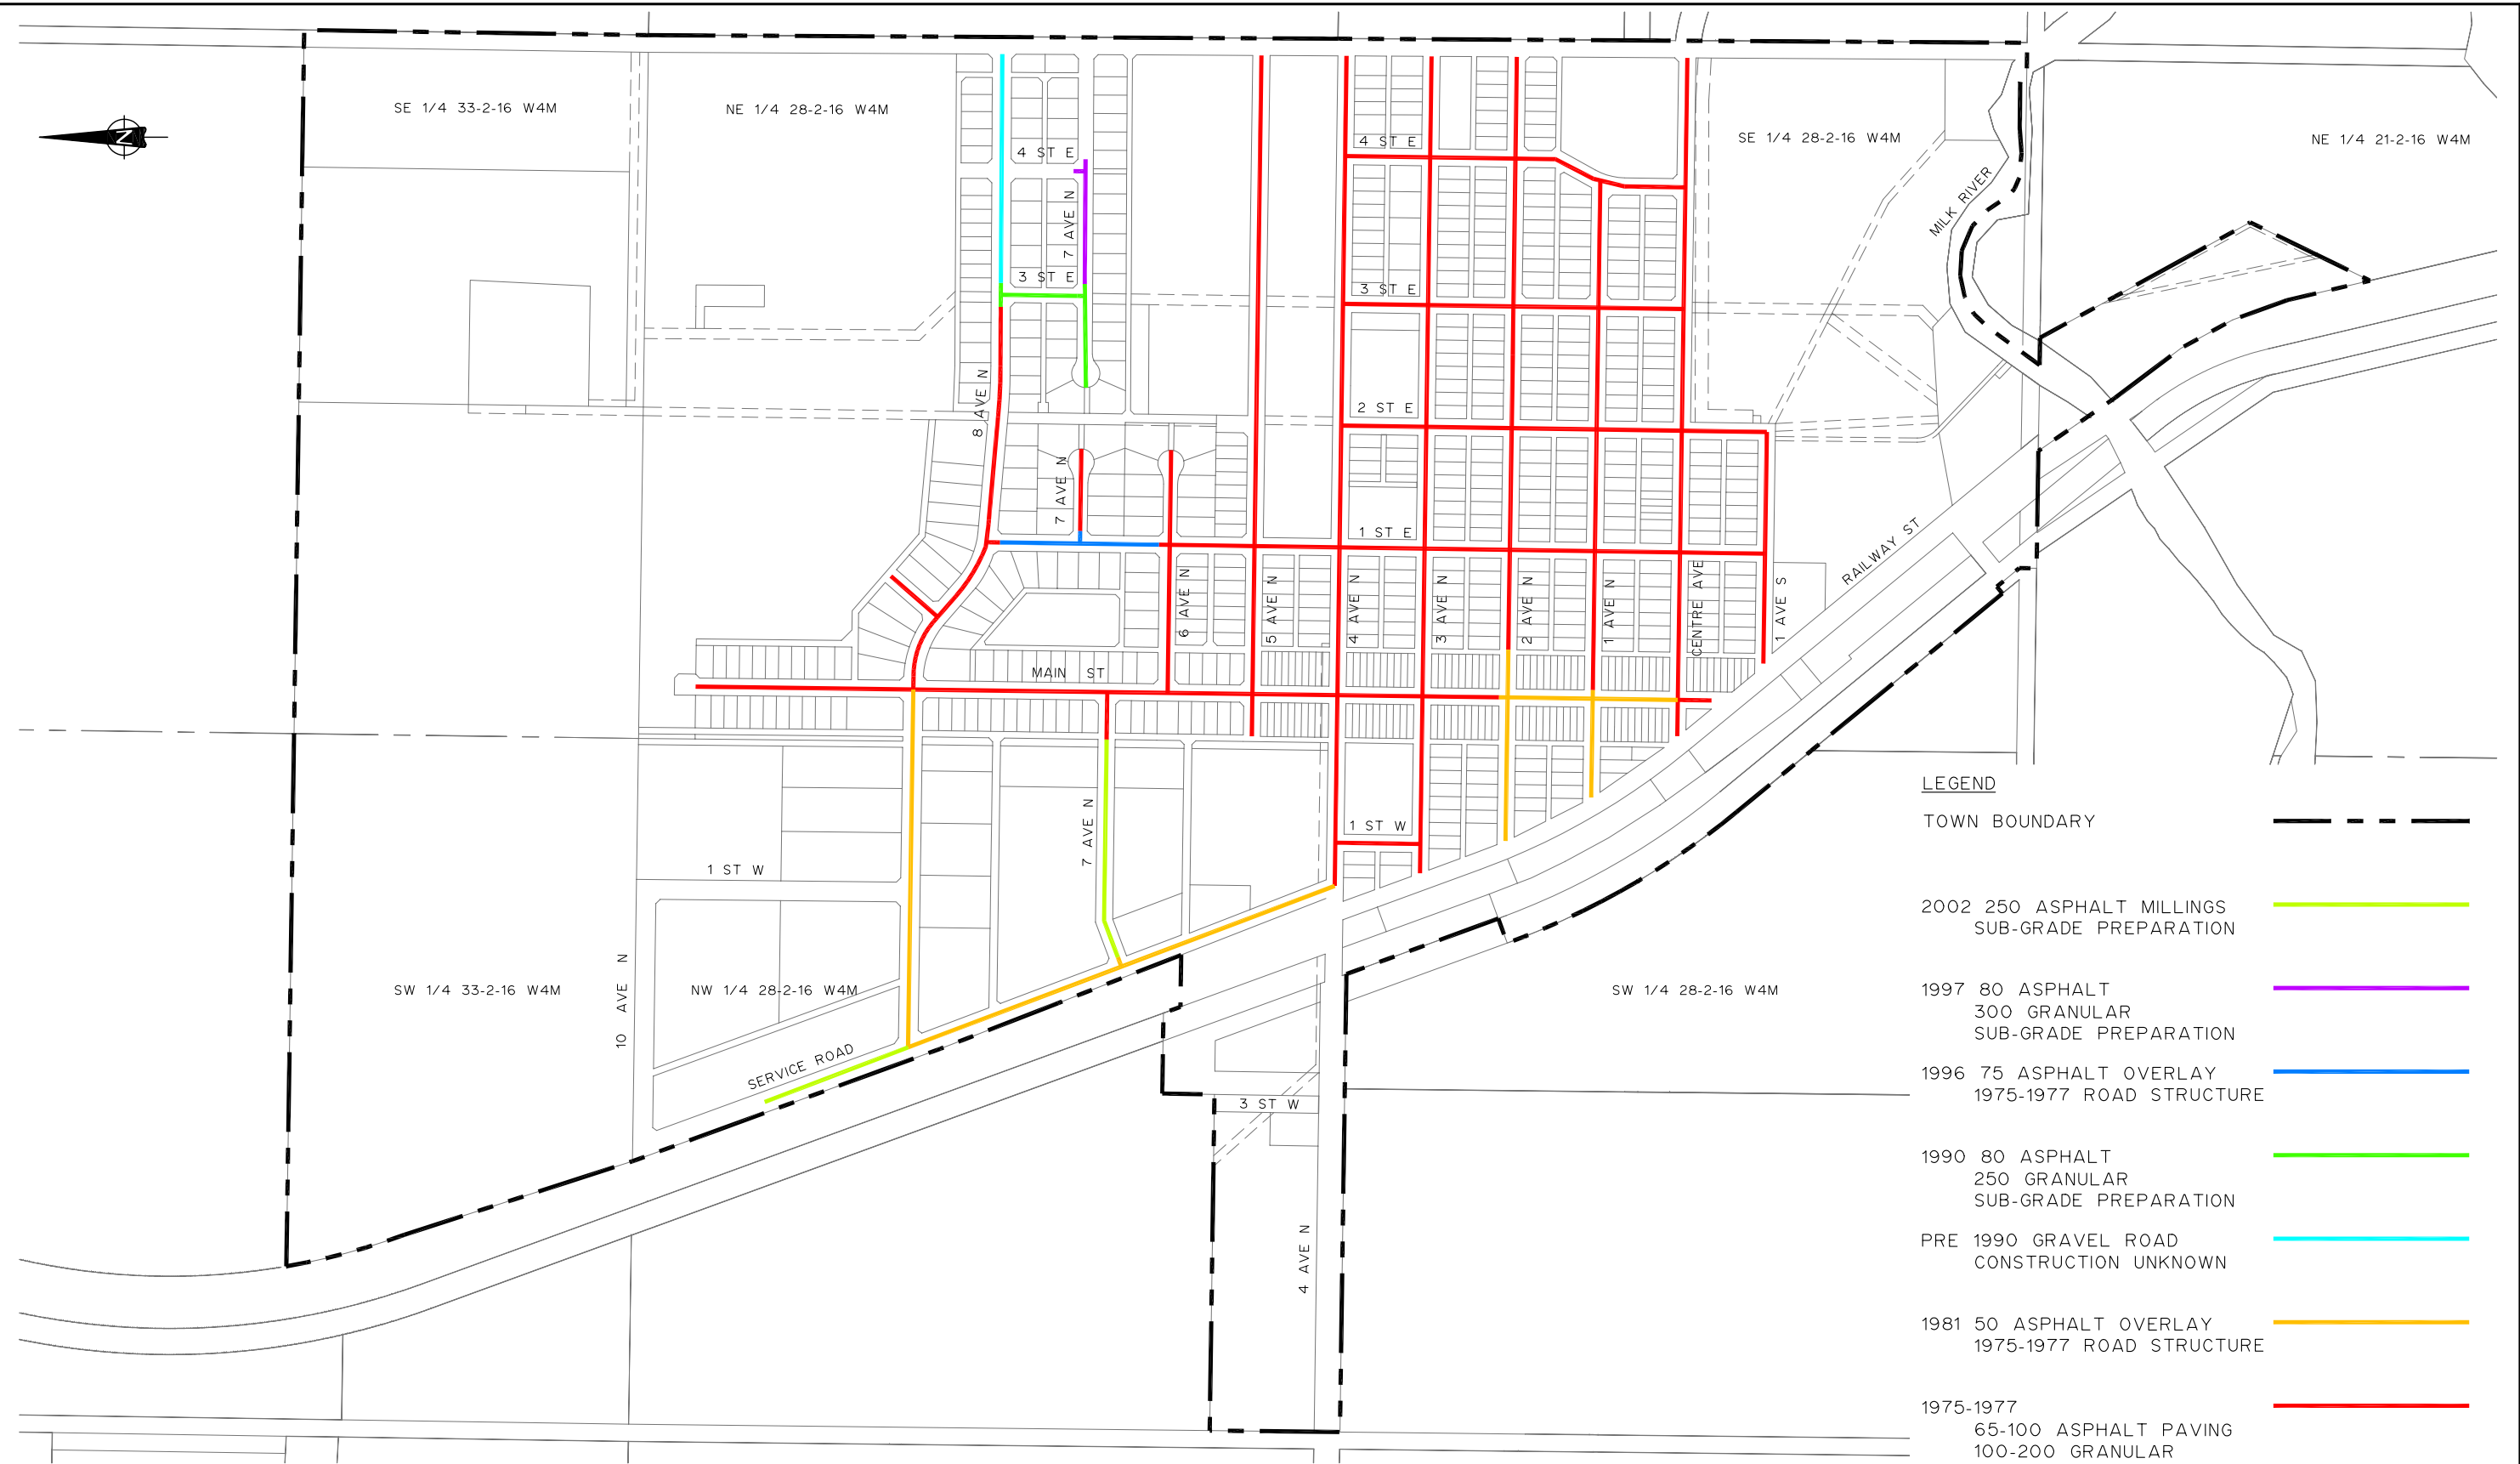 SE 1/4 33-2-16 W4M
NE 1/4 28-2-16 W4M
SE 1/4 28-2-16 W4M
NE 1/4 21-2-16 W4M
N
4 ST E
4 ST E
MILK RIVER
7 AVE N
3 ST E
3 ST E
8 AVE N
2 ST E
7 AVE N
1 ST E
RAILWAY ST
6 AVE N
5 AVE N
4 AVE N
3 AVE N
2 AVE N
1 AVE N
CENTRE AVE
1 AVE S
MAIN ST
7 AVE N
1 ST W
1 ST W
10 AVE N
SW 1/4 33-2-16 W4M
NW 1/4 28-2-16 W4M
SW 1/4 28-2-16 W4M
SERVICE ROAD
3 ST W
4 AVE N
LEGEND
TOWN BOUNDARY
2002 250 ASPHALT MILLINGS
SUB-GRADE PREPARATION
1997 80 ASPHALT
300 GRANULAR
SUB-GRADE PREPARATION
1996 75 ASPHALT OVERLAY
1975-1977 ROAD STRUCTURE
1990 80 ASPHALT
250 GRANULAR
SUB-GRADE PREPARATION
PRE 1990 GRAVEL ROAD
CONSTRUCTION UNKNOWN
1981 50 ASPHALT OVERLAY
1975-1977 ROAD STRUCTURE
1975-1977
65-100 ASPHALT PAVING
100-200 GRANULAR